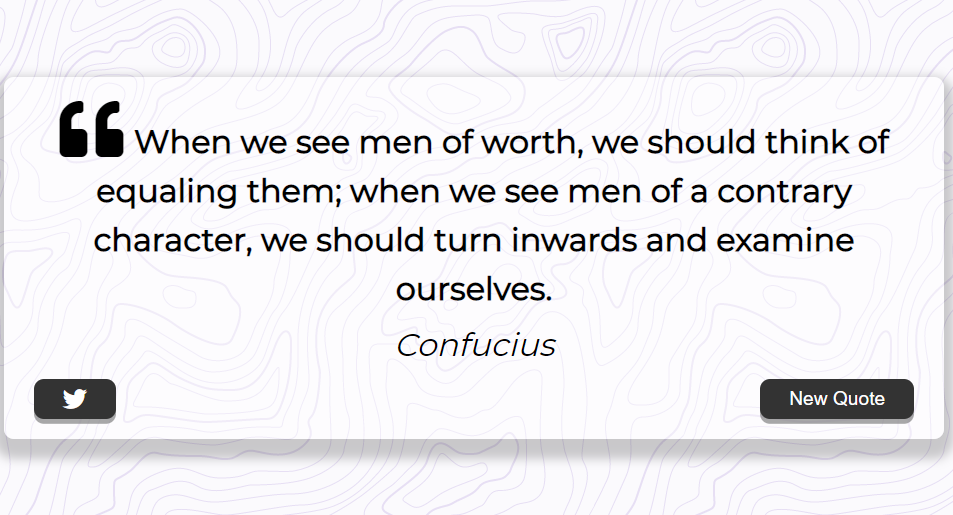 When we see men of worth, we should think of
equaling them; when we see men of a contrary
character, we should turn inwards and examine
ourselves.
Confucius
New Quote